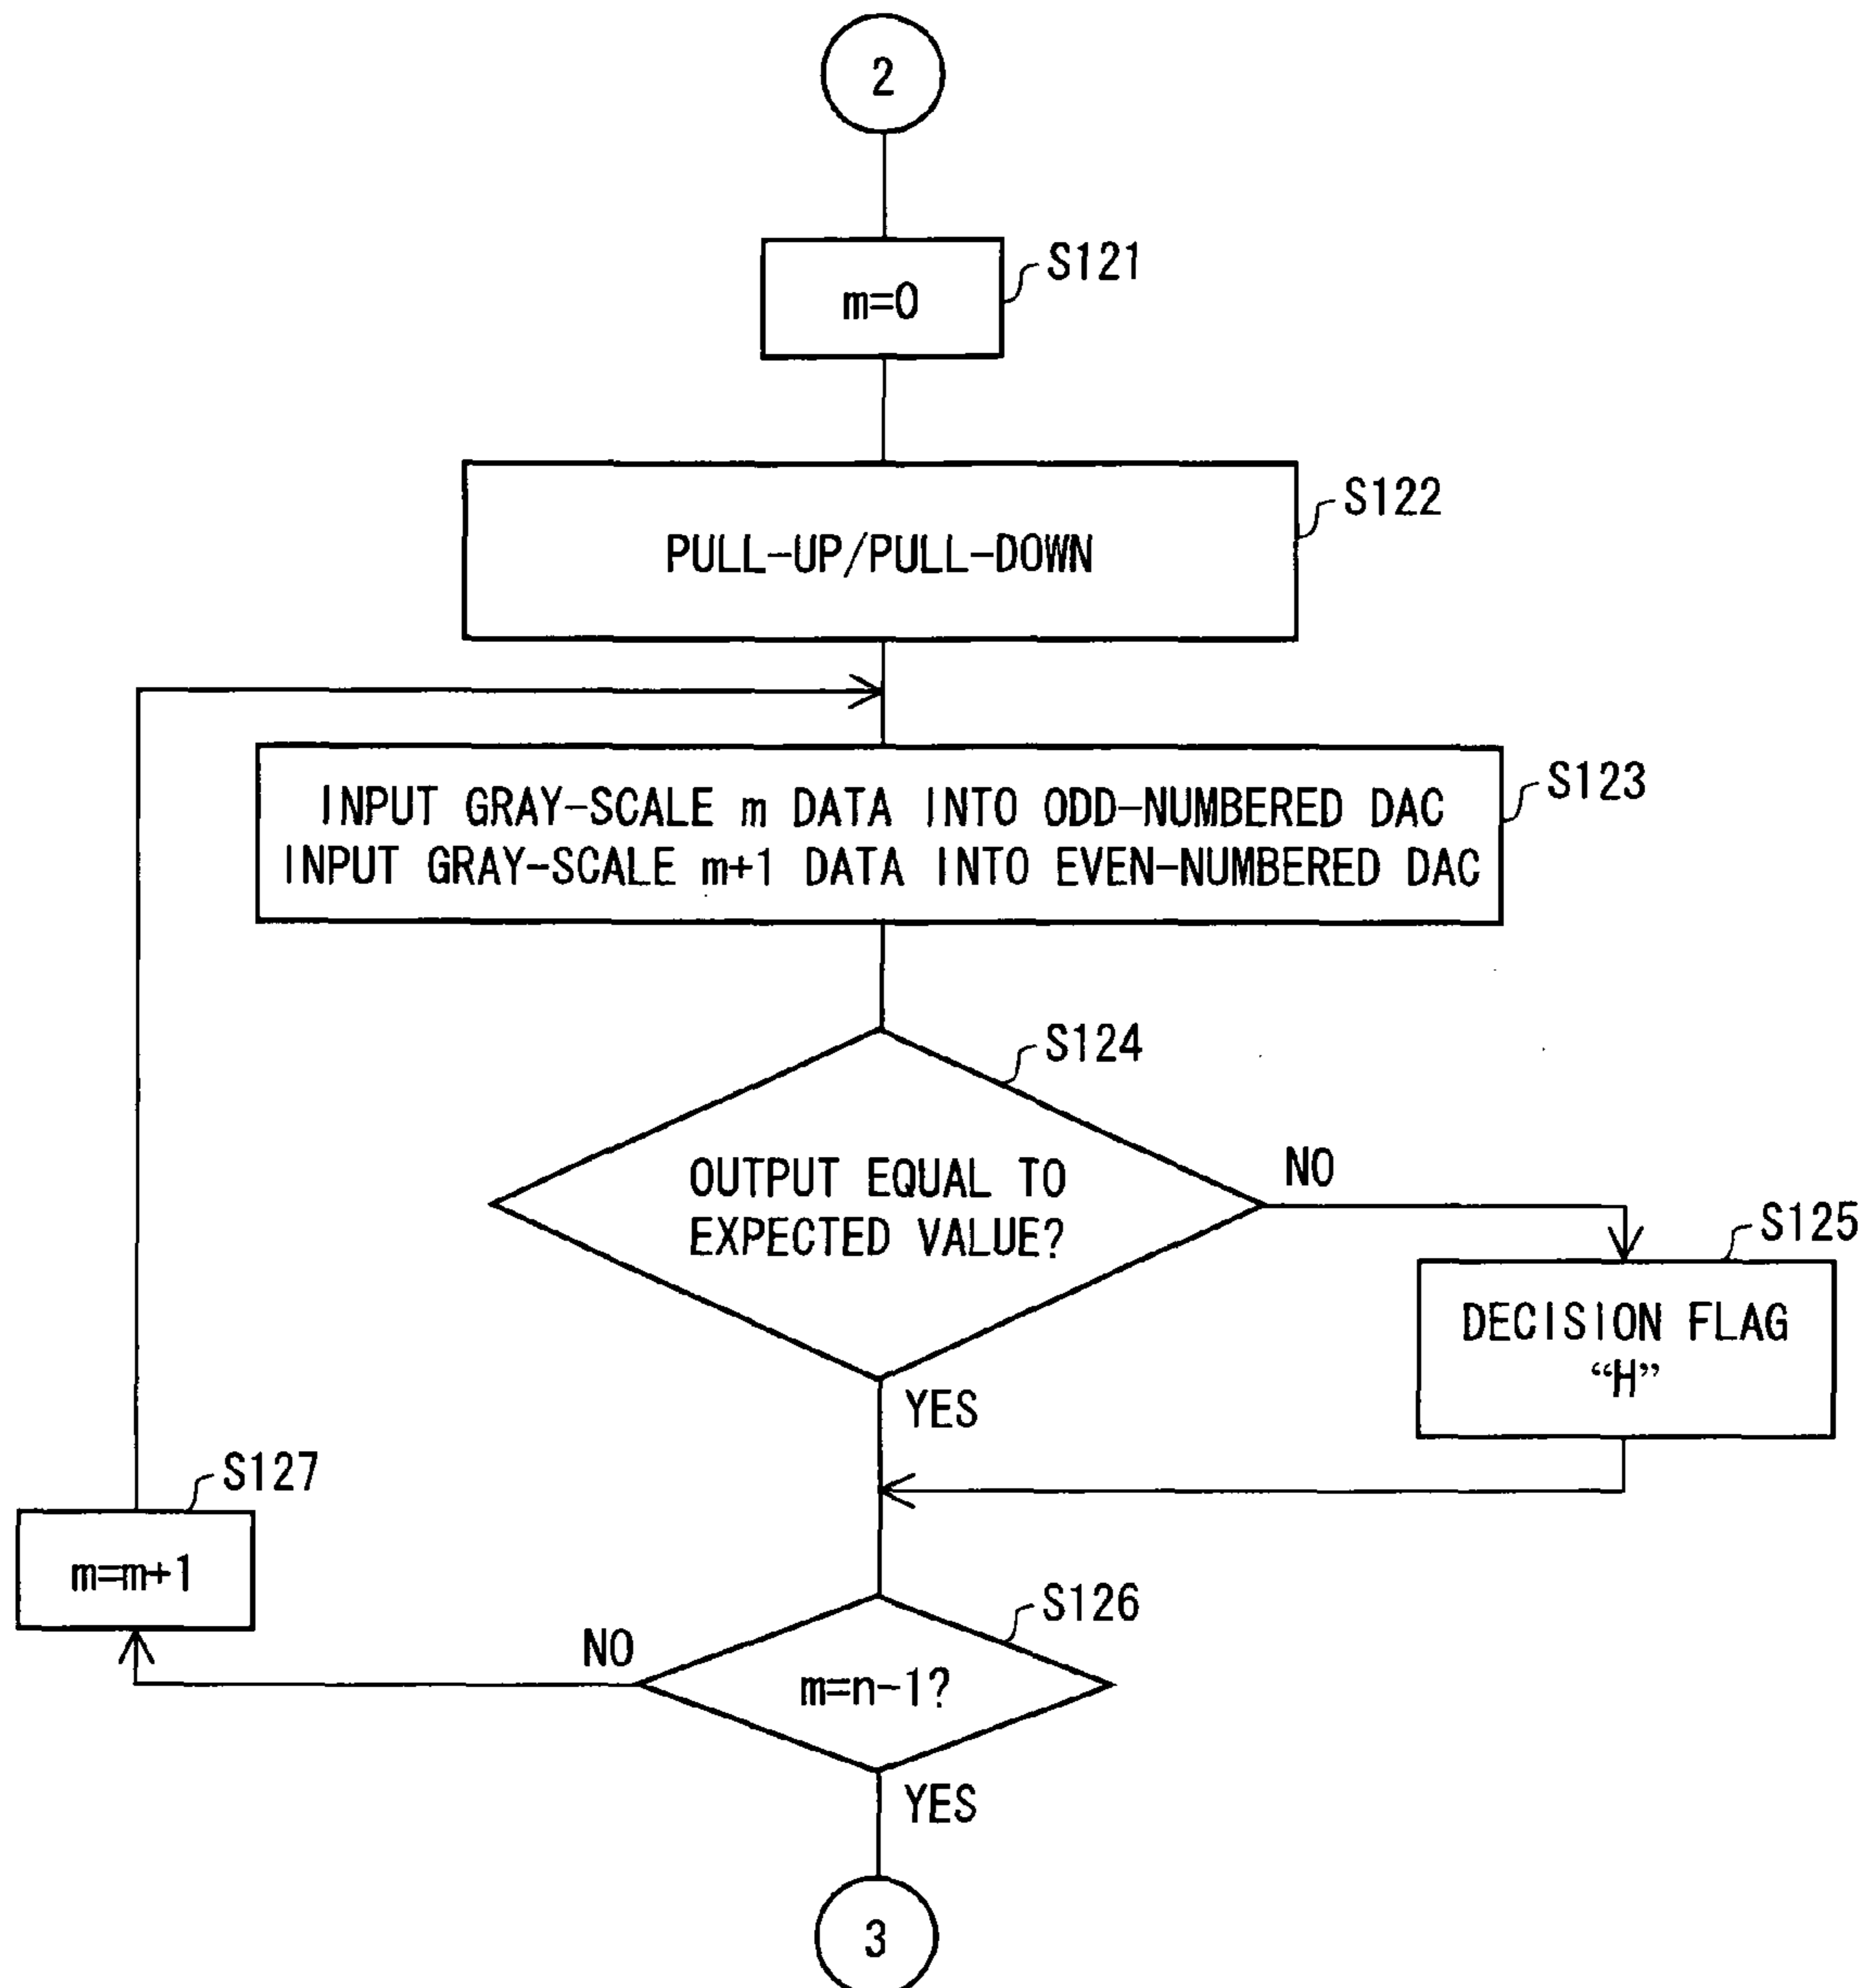 2
S121
m=0
S122
PULL-UP/PULL-DOWN
S123
INPUT GRAY-SCALE m DATA INTO ODD-NUMBERED DAC
INPUT GRAY-SCALE m+1 DATA INTO EVEN-NUMBERED DAC
S124
OUTPUT EQUAL TO
EXPECTED VALUE?
NO
S125
DECISION FLAG
“H”
YES
S127
m=m+1
S126
NO
m=n-1?
YES
3